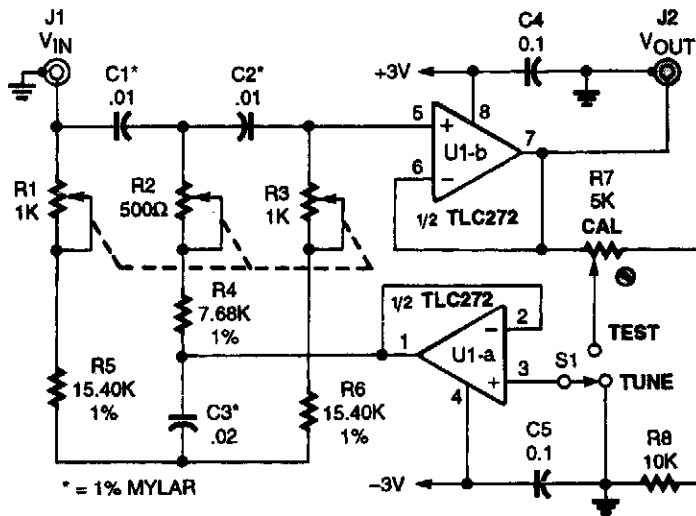 J1
VIN
C1*
.01
C2*
.01
C4
0.1
J2
VOUT
+3V
5
+
8
U1-b
7
6
−
1/2 TLC272
R1
1K
R2
500Ω
R3
1K
R7
5K
CAL
R4
7.68K
1%
1/2 TLC272
1
−
2
U1-a
+
3
4
S1
TEST
TUNE
R5
15.40K
1%
C3*
.02
R6
15.40K
1%
C5
0.1
R8
10K
−3V
* = 1% MYLAR